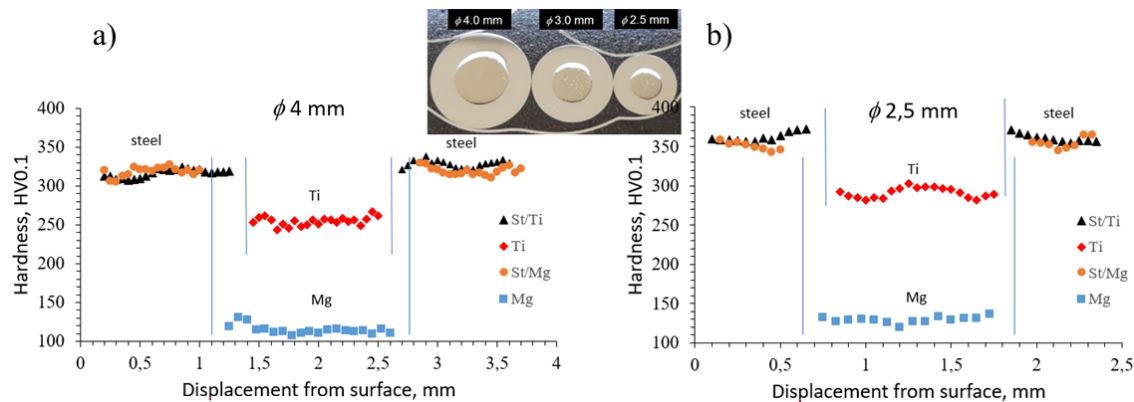 a)
ϕ 4.0 mm
ϕ 3.0 mm
ϕ 2.5 mm
b)
400
350
300
250
200
150
100
Hardness, HV0.1
ϕ 4 mm
steel
steel
Ti
Mg
St/Ti
Ti
St/Mg
Mg
0
0,5
1
1,5
2
2,5
3
3,5
4
Displacement from surface, mm
400
350
300
250
200
150
100
Hardness, HV0.1
ϕ 2,5 mm
steel
steel
Ti
Mg
St/Ti
Ti
St/Mg
Mg
0
0,5
1
1,5
2
2,5
Displacement from surface, mm